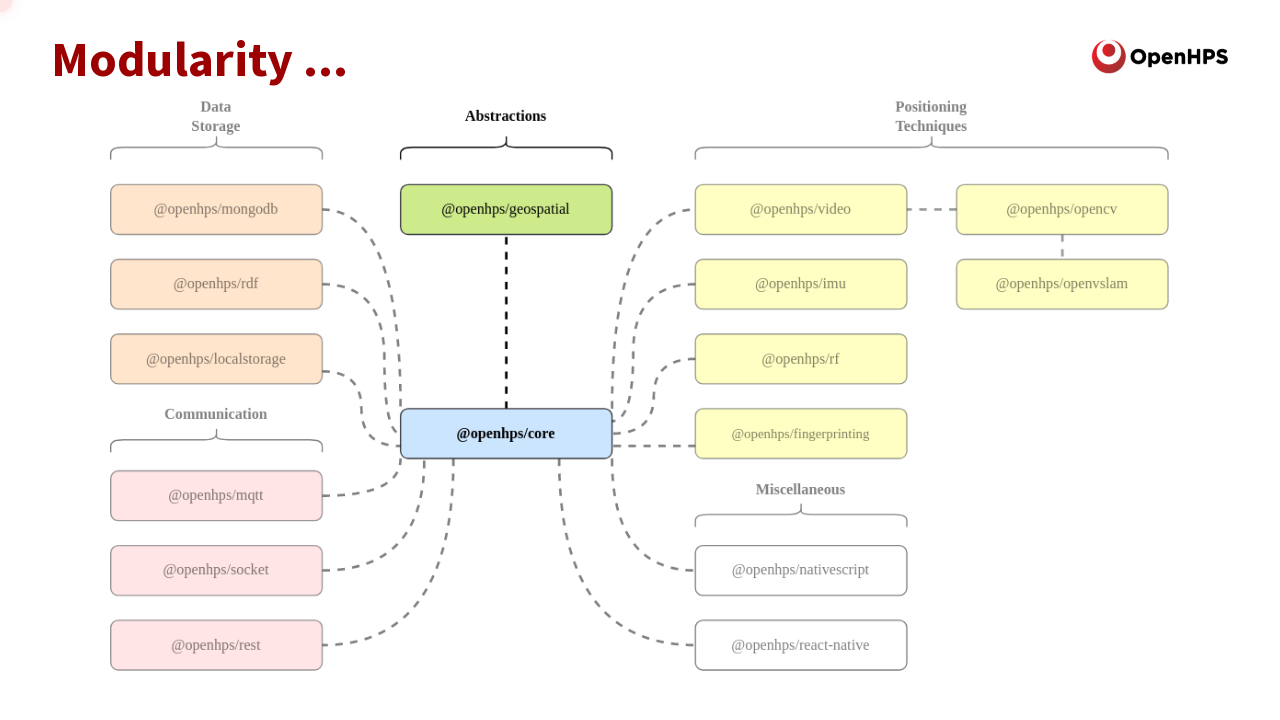 Modularity ...
OpenHPS
Data
Storage
@openhps/mongodb
@openhps/rdf
@openhps/localstorage
Communication
@openhps/mqtt
@openhps/socket
@openhps/rest
Abstractions
@openhps/geospatial
@openhps/core
Positioning
Techniques
@openhps/video
@openhps/opencv
@openhps/imu
@openhps/openvslam
@openhps/rf
@openhps/fingerprinting
Miscellaneous
@openhps/nativescript
@openhps/react-native